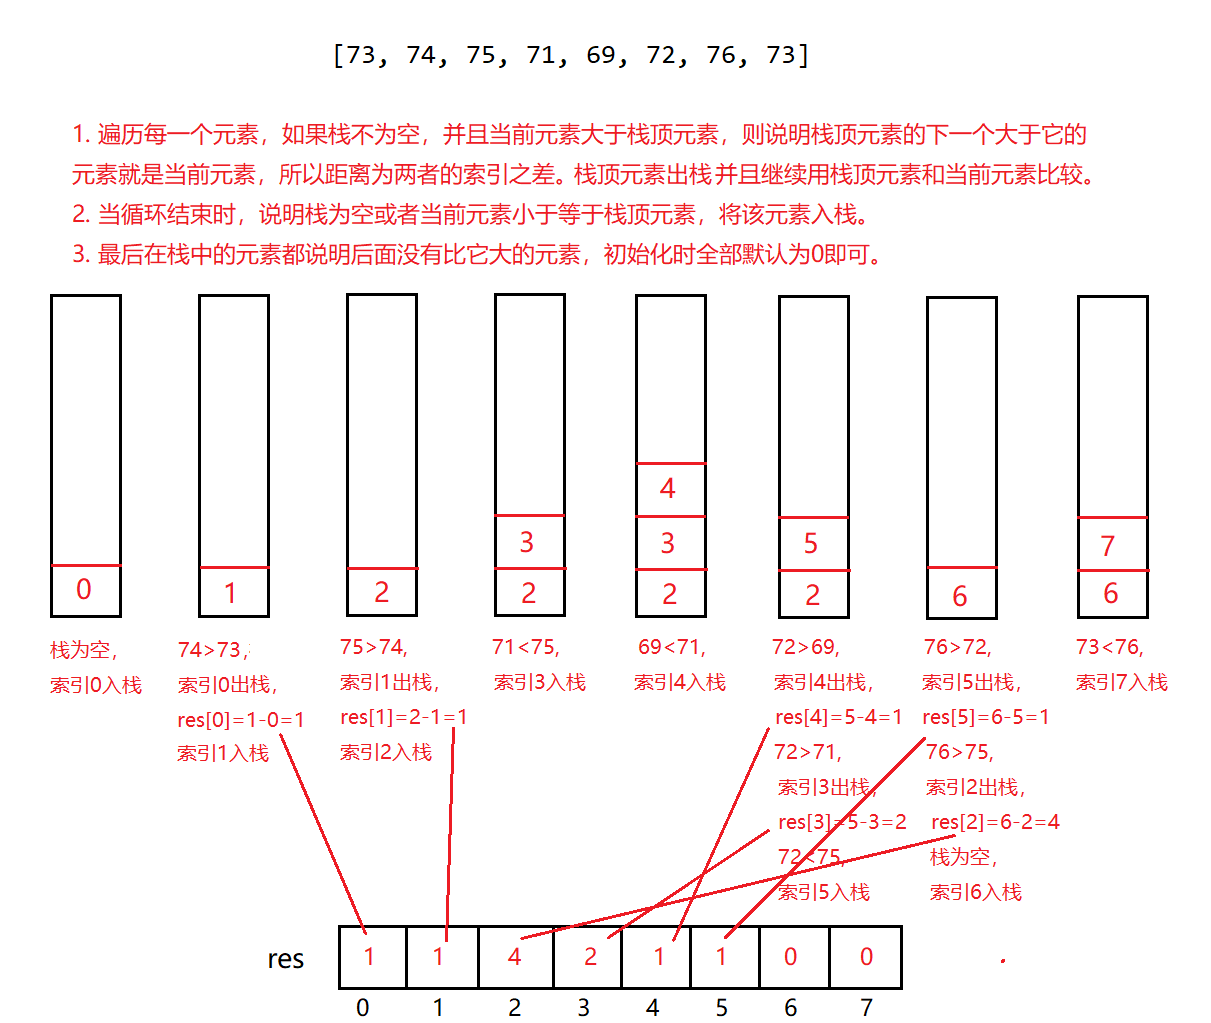 [73, 74, 75, 71, 69, 72, 76, 73]
1. 遍历每一个元素，如果栈不为空，并且当前元素大于栈顶元素，则说明栈顶元素的下一个大于它的
元素就是当前元素，所以距离为两者的索引之差。栈顶元素出栈并且继续用栈顶元素和当前元素比较。
2. 当循环结束时，说明栈为空或者当前元素小于等于栈顶元素，将该元素入栈。
3. 最后在栈中的元素都说明后面没有比它大的元素，初始化时全部默认为0即可。
4
3 3 5 7
0 1 2 2 2 2 6 6
栈为空，
索引0入栈
74>73,
索引0出栈，
res[0]=1-0=1
索引1入栈
75>74,
索引1出栈，
res[1]=2-1=1
索引2入栈
71<75,
索引3入栈
69<71,
索引4入栈
72>69,
索引4出栈，
res[4]=5-4=1
72>71,
索引3出栈，
res[3]=5-3=2
72<75,
索引5入栈
76>72,
索引5出栈，
res[5]=6-5=1
76>75,
索引2出栈，
res[2]=6-2=4
栈为空，
索引6入栈
73<76,
索引7入栈
res 1 1 4 2 1 1 0 0
0 1 2 3 4 5 6 7